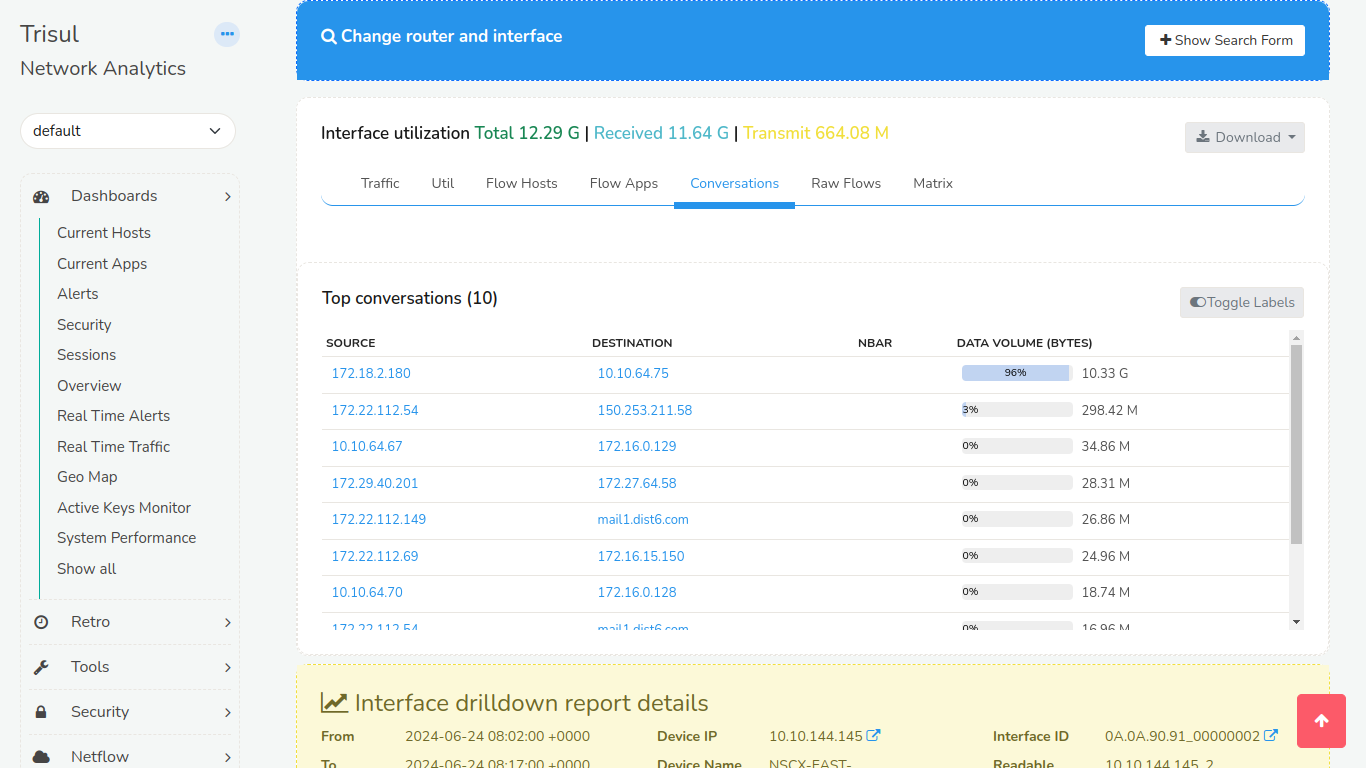 Trisul
Network Analytics
default
Dashboards
Current Hosts
Current Apps
Alerts
Security
Sessions
Overview
Real Time Alerts
Real Time Traffic
Geo Map
Active Keys Monitor
System Performance
Show all
Retro
Tools
Security
Netflow
Change router and interface
Show Search Form
Interface utilization Total 12.29 G | Received 11.64 G | Transmit 664.08 M
Download
Traffic Util Flow Hosts Flow Apps Conversations Raw Flows Matrix
Top conversations (10)
Toggle Labels
SOURCE DESTINATION NBAR DATA VOLUME (BYTES)
172.18.2.180 10.10.64.75 96% 10.33 G
172.22.112.54 150.253.211.58 3% 298.42 M
10.10.64.67 172.16.0.129 0% 34.86 M
172.29.40.201 172.27.64.58 0% 28.31 M
172.22.112.149 mail1.dist6.com 0% 26.86 M
172.22.112.69 172.16.15.150 0% 24.96 M
10.10.64.70 172.16.0.128 0% 18.74 M
172.22.112.54 mail1.dist6.com 0% 16.96 M
Interface drilldown report details
From 2024-06-24 08:02:00 +0000 Device IP 10.10.144.145 Interface ID 0A.0A.90.91_00000002
To 2024-06-24 08:17:00 +0000 Device Name NSCX-EAST- Readable 10.10.144.145_2